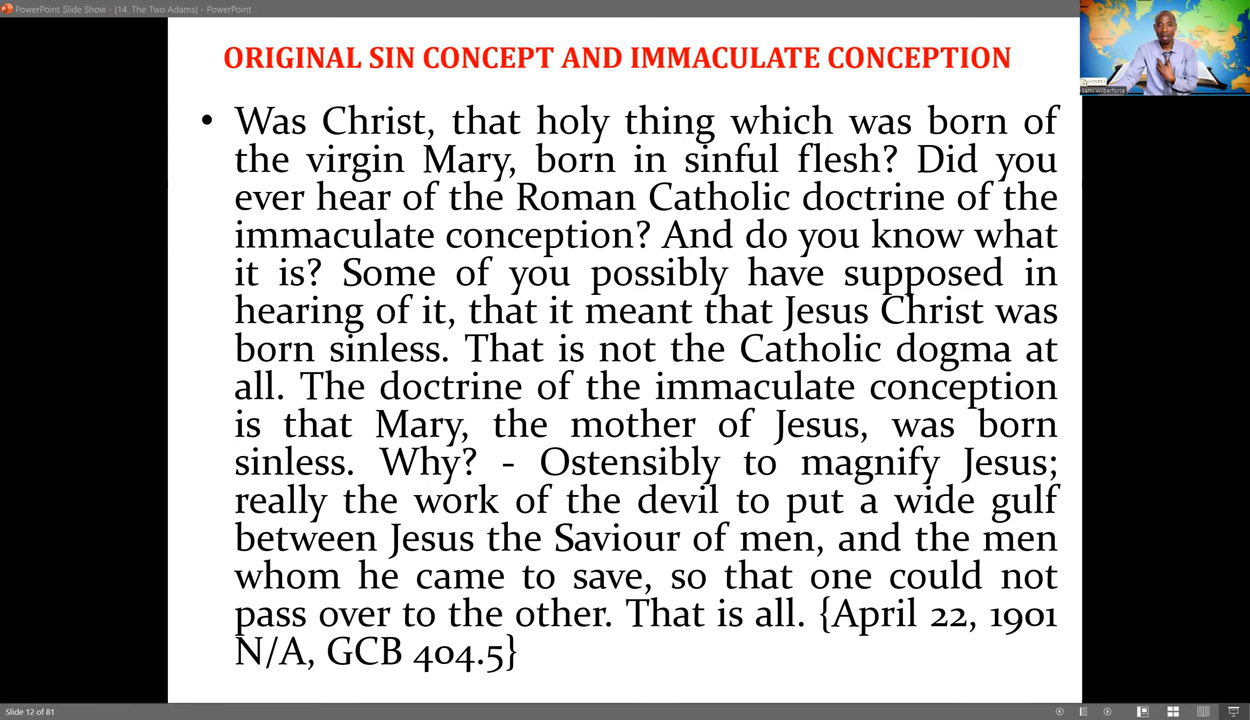 PowerPoint Slide Show - [14. The Two Adams] - PowerPoint
ORIGINAL SIN CONCEPT AND IMMACULATE CONCEPTION
• Was Christ, that holy thing which was born of
the virgin Mary, born in sinful flesh? Did you
ever hear of the Roman Catholic doctrine of the
immaculate conception? And do you know what
it is? Some of you possibly have supposed in
hearing of it, that it meant that Jesus Christ was
born sinless. That is not the Catholic dogma at
all. The doctrine of the immaculate conception
is that Mary, the mother of Jesus, was born
sinless. Why? - Ostensibly to magnify Jesus;
really the work of the devil to put a wide gulf
between Jesus the Saviour of men, and the men
whom he came to save, so that one could not
pass over to the other. That is all. {April 22, 1901
N/A, GCB 404.5}
GOSPEL
Sami Wilberforce
Slide 12 of 81